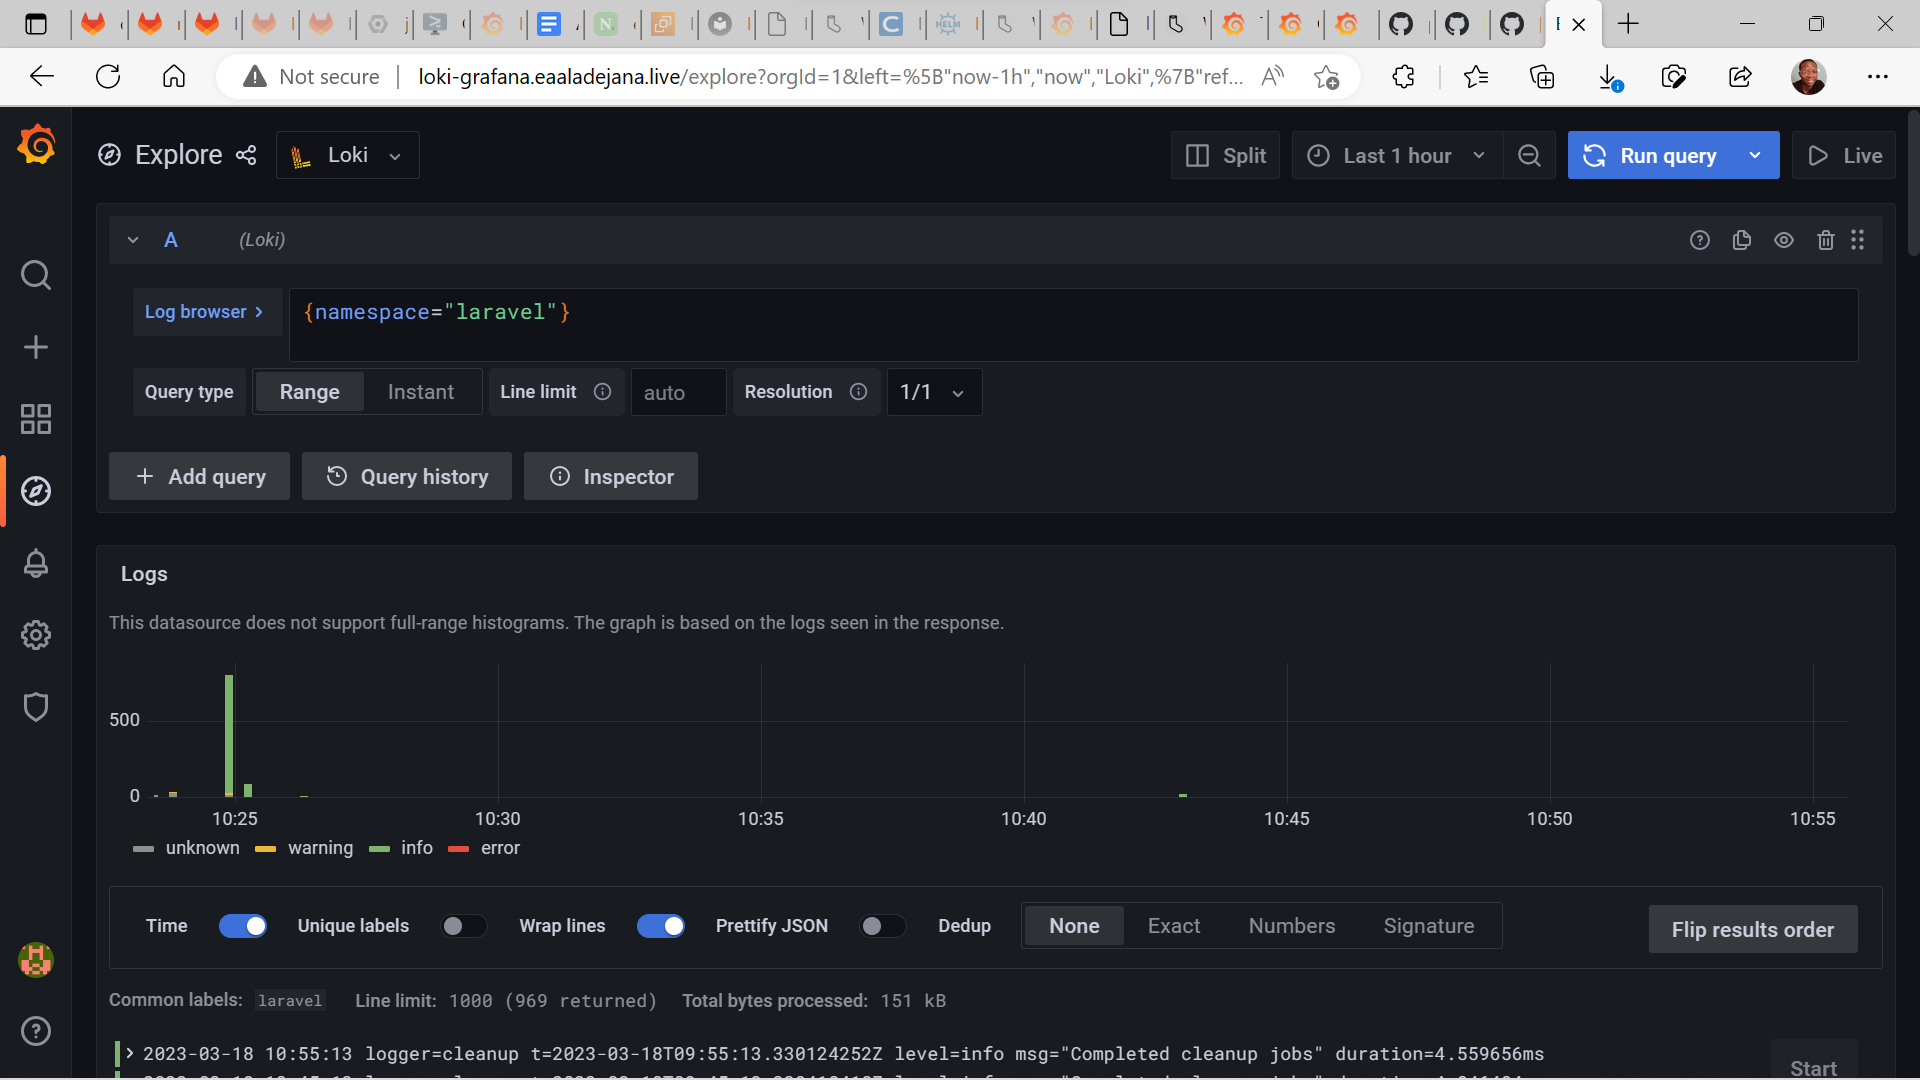 Not secure
loki-grafana.eaaladejana.live/explore?orgId=1&left=%5B"now-1h","now","Loki",%7B"ref...
Explore
Loki
Split
Last 1 hour
Run query
Live
A
(Loki)
Log browser
{namespace="laravel"}
Query type
Range
Instant
Line limit
auto
Resolution
1/1
Add query
Query history
Inspector
Logs
This datasource does not support full-range histograms. The graph is based on the logs seen in the response.
500
0
10:25 10:30 10:35 10:40 10:45 10:50 10:55
unknown warning info error
Time
Unique labels
Wrap lines
Prettify JSON
Dedup
None
Exact
Numbers
Signature
Flip results order
Common labels: laravel Line limit: 1000 (969 returned) Total bytes processed: 151 kB
2023-03-18 10:55:13 logger=cleanup t=2023-03-18T09:55:13.330124252Z level=info msg="Completed cleanup jobs" duration=4.559656ms
Start